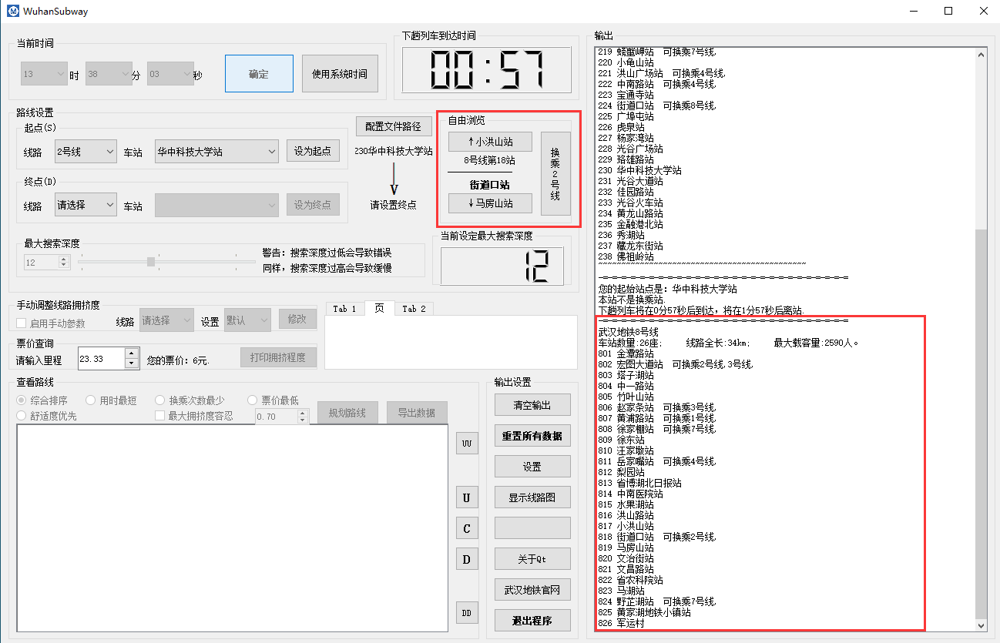 WuhanSubway
当前时间
13 时 38 分 03 秒
确定
使用系统时间
下趟列车到达时间
00:57
路线设置
起点(S)
线路 2号线 车站 华中科技大学站 设为起点
终点(D)
线路 请选择 车站 设为终点
最大搜索深度
12
警告：搜索深度过低会导致错误
同样，搜索深度过高会导致缓慢
配置文件路径
230华中科技大学站
V
请设置终点
自由浏览
↑小洪山站
8号线第18站
街道口站
↓马房山站
换乘2号线
当前设定最大搜索深度
12
手动调整线路拥挤度
启用手动参数 线路 请选择 设置 默认 修改
票价查询
请输入里程 23.33 您的票价：6元. 打印拥挤程度
Tab 1 页 Tab 2
查看路线
综合排序 用时最短 换乘次数最少 票价最低
舒适度优先 最大拥挤度容忍 0.70 规划路线 导出数据
UU
U
C
D
DD
输出设置
清空输出
重置所有数据
设置
显示线路图
关于Qt
武汉地铁官网
退出程序
输出
219 螃蟹岬站 可换乘7号线,
220 小龟山站
221 洪山广场站 可换乘4号线,
222 中南路站 可换乘4号线,
223 宝通寺站
224 街道口站 可换乘8号线,
225 广埠屯站
226 虎泉站
227 杨家湾站
228 光谷广场站
229 珞雄路站
230 华中科技大学站
231 光谷大道站
232 佳园路站
233 光谷火车站
234 黄龙山路站
235 金融港北站
236 秀湖站
237 藏龙东街站
238 佛祖岭站
~~~~~~~~~~~~~~~~~~~~~~~~~~~~~~~~~~~~~~~~~~~~~
-=-=-=-=-=-=-=-=-=-=-=-=-=-=-=-=-=-=-=-=-=-=-=-=-=-=-=
您的起始站点是：华中科技大学站
本站不是换乘站.
下趟列车将在0分57秒后到达，将在1分57秒后离站.
-=-=-=-=-=-=-=-=-=-=-=-=-=-=-=-=-=-=-=-=-=-=-=-=-=-=-=
武汉地铁8号线
车站数量:26座; 线路全长:34km; 最大载客量:2590人。
801 金潭路站
802 宏图大道站 可换乘2号线,3号线,
803 塔子湖站
804 中一路站
805 竹叶山站
806 赵家条站 可换乘3号线,
807 黄浦路站 可换乘1号线,
808 徐家棚站 可换乘7号线,
809 徐东站
810 汪家墩站
811 岳家嘴站 可换乘4号线,
812 梨园站
813 省博湖北日报站
814 中南医院站
815 水果湖站
816 洪山路站
817 小洪山站
818 街道口站 可换乘2号线,
819 马房山站
820 文治街站
821 文昌路站
822 省农科院站
823 马湖站
824 野芷湖站 可换乘7号线,
825 黄家湖地铁小镇站
826 军运村